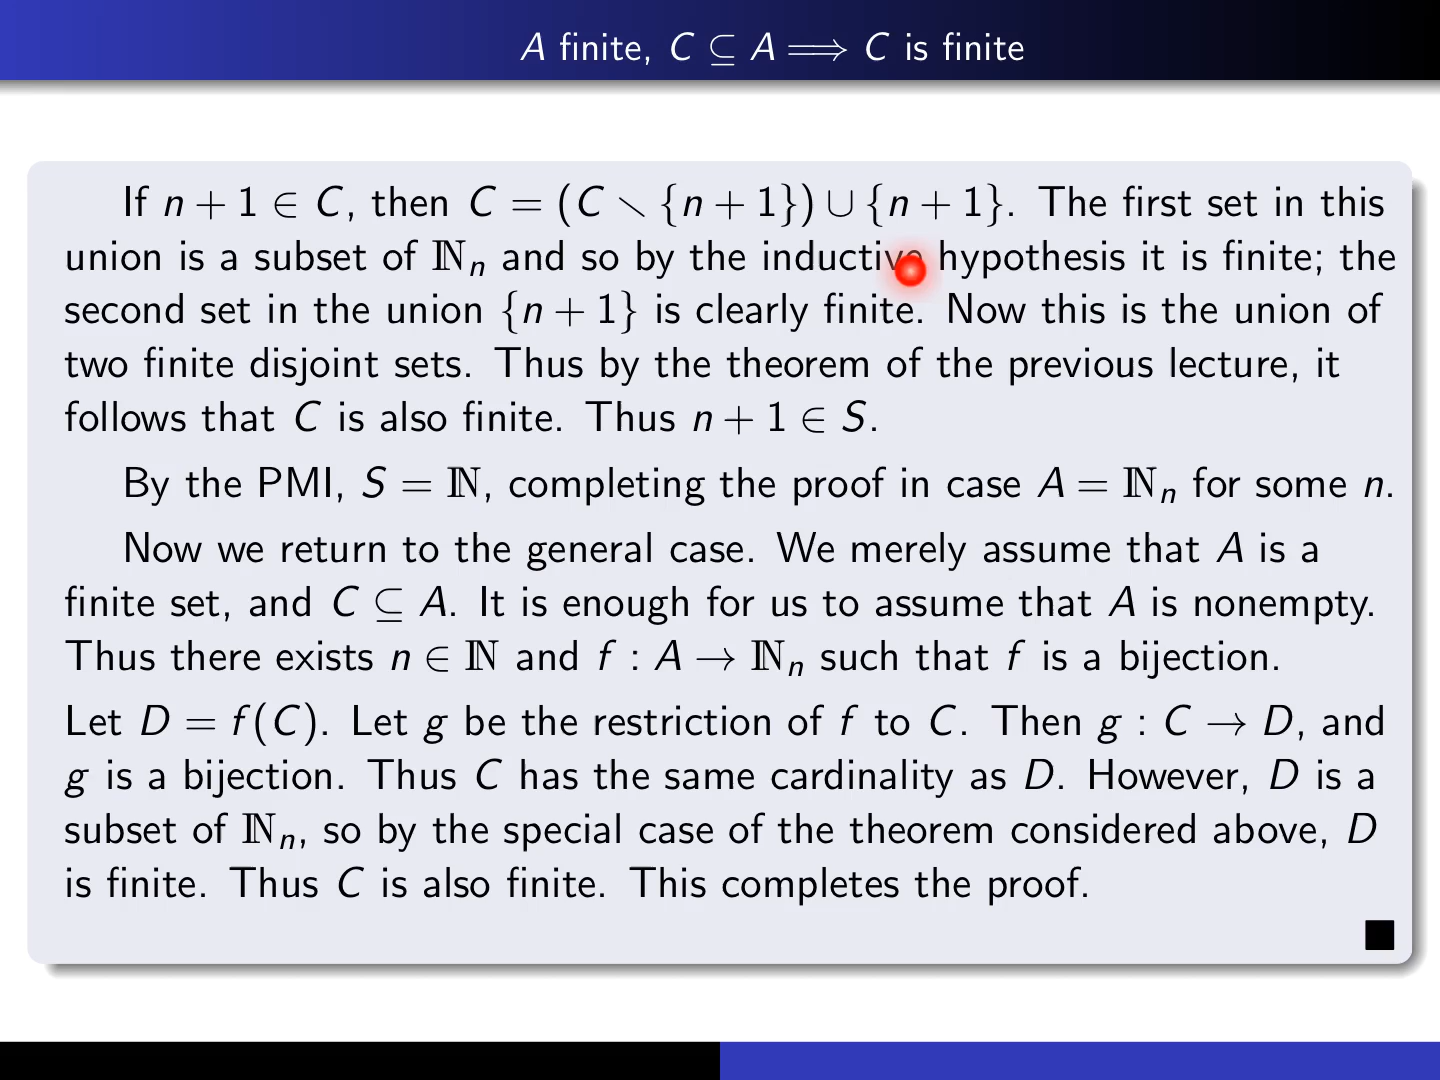 A finite, C ⊆ A ⟹ C is finite
If n + 1 ∈ C, then C = (C ∖ {n + 1}) ∪ {n + 1}. The first set in this
union is a subset of ℕₙ and so by the inductive hypothesis it is finite; the
second set in the union {n + 1} is clearly finite. Now this is the union of
two finite disjoint sets. Thus by the theorem of the previous lecture, it
follows that C is also finite. Thus n + 1 ∈ S.
By the PMI, S = ℕ, completing the proof in case A = ℕₙ for some n.
Now we return to the general case. We merely assume that A is a
finite set, and C ⊆ A. It is enough for us to assume that A is nonempty.
Thus there exists n ∈ ℕ and f : A → ℕₙ such that f is a bijection.
Let D = f(C). Let g be the restriction of f to C. Then g : C → D, and
g is a bijection. Thus C has the same cardinality as D. However, D is a
subset of ℕₙ, so by the special case of the theorem considered above, D
is finite. Thus C is also finite. This completes the proof.
■